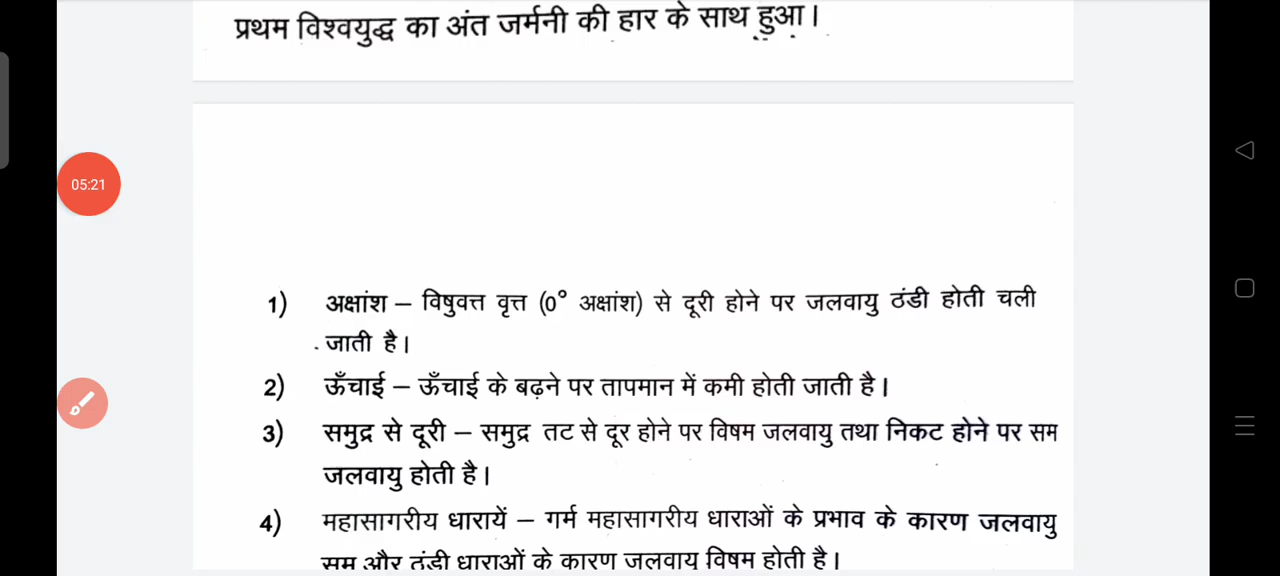 प्रथम विश्वयुद्ध का अंत जर्मनी की हार के साथ हुआ।
05:21
1) अक्षांश – विषुवत्त वृत्त (0° अक्षांश) से दूरी होने पर जलवायु ठंडी होती चली
जाती है।
2) ऊँचाई – ऊँचाई के बढ़ने पर तापमान में कमी होती जाती है।
3) समुद्र से दूरी – समुद्र तट से दूर होने पर विषम जलवायु तथा निकट होने पर सम
जलवायु होती है।
4) महासागरीय धारायें – गर्म महासागरीय धाराओं के प्रभाव के कारण जलवायु
सम और ठंडी धाराओं के कारण जलवायु विषम होती है।